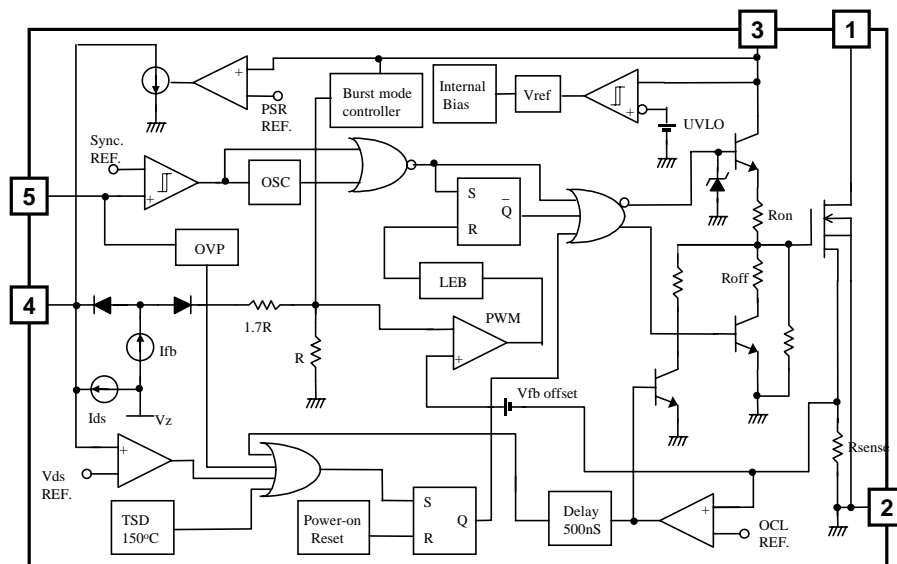 3
1
+
PSR
REF.
Burst mode
controller
Internal
Bias
Vref
+
UVLO
Sync.
REF.
+
OSC
5
S
Q
R
Ron
OVP
LEB
Roff
4
1.7R
PWM
Ifb
R
+
Vfb offset
Ids
Vz
Rsense
+
Vds
REF.
S
Q
R
TSD
150ºC
Power-on
Reset
Delay
500nS
+
OCL
REF.
2